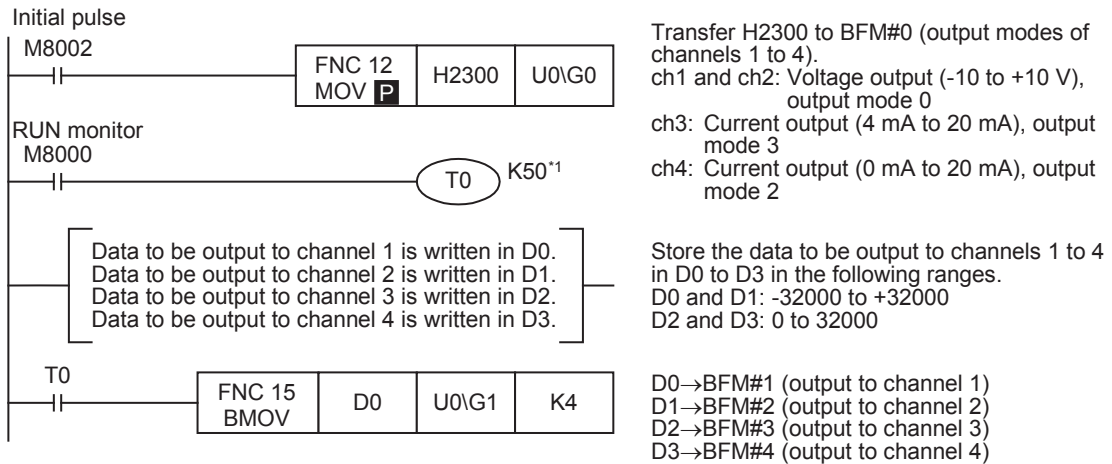 Initial pulse
M8002
FNC 12
MOV P
H2300
U0\G0
Transfer H2300 to BFM#0 (output modes of
channels 1 to 4).
ch1 and ch2: Voltage output (-10 to +10 V),
output mode 0
ch3: Current output (4 mA to 20 mA), output
mode 3
ch4: Current output (0 mA to 20 mA), output
mode 2
RUN monitor
M8000
T0
K50*1
Data to be output to channel 1 is written in D0.
Data to be output to channel 2 is written in D1.
Data to be output to channel 3 is written in D2.
Data to be output to channel 4 is written in D3.
Store the data to be output to channels 1 to 4
in D0 to D3 in the following ranges.
D0 and D1: -32000 to +32000
D2 and D3: 0 to 32000
T0
FNC 15
BMOV
D0
U0\G1
K4
D0→BFM#1 (output to channel 1)
D1→BFM#2 (output to channel 2)
D2→BFM#3 (output to channel 3)
D3→BFM#4 (output to channel 4)